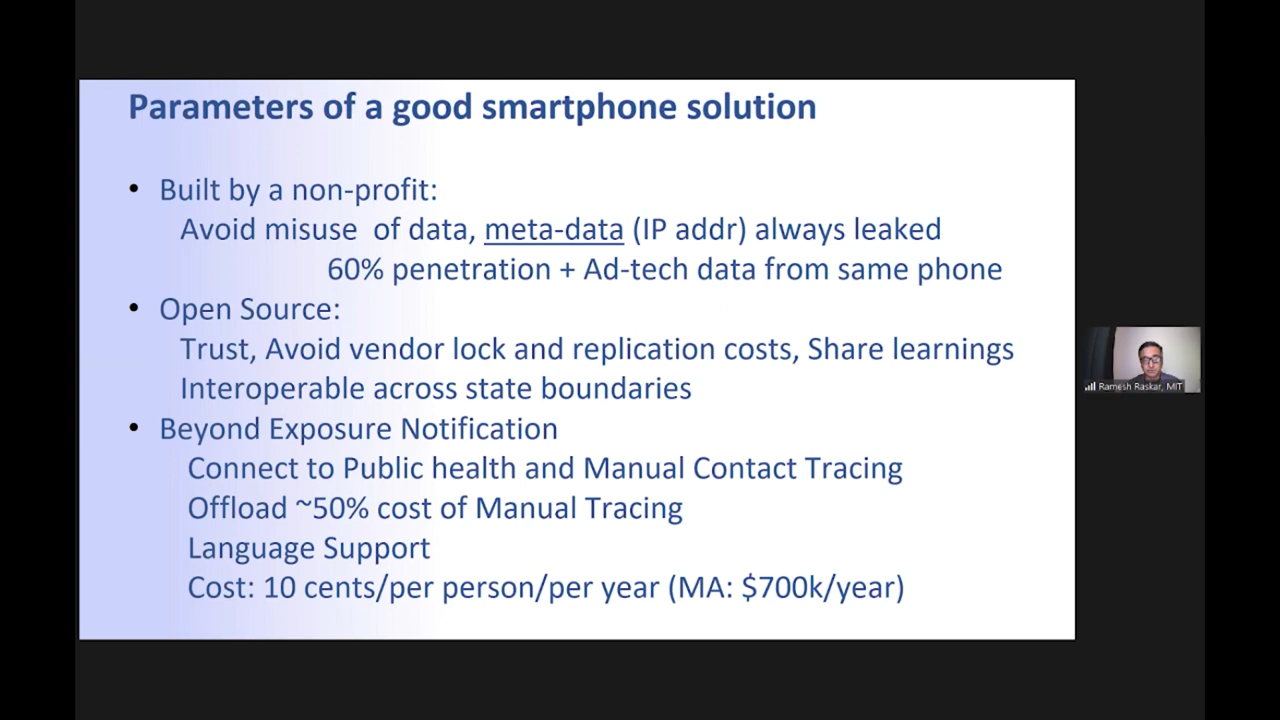 Parameters of a good smartphone solution
• Built by a non-profit:
Avoid misuse of data, meta-data (IP addr) always leaked
60% penetration + Ad-tech data from same phone
• Open Source:
Trust, Avoid vendor lock and replication costs, Share learnings
Interoperable across state boundaries
• Beyond Exposure Notification
Connect to Public health and Manual Contact Tracing
Offload ~50% cost of Manual Tracing
Language Support
Cost: 10 cents/per person/per year (MA: $700k/year)
Ramesh Raskar, MIT